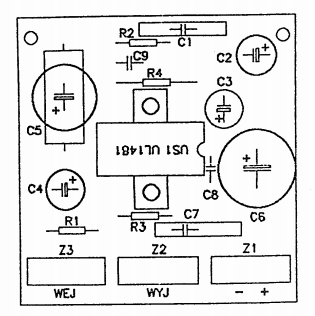 R2
C1
C2
+
C9
R4
C3
+
C5
+
US1 UL1481
C4
+
C8
+
C6
R1
R3
C7
Z3
Z2
Z1
WEJ
WYJ
- +